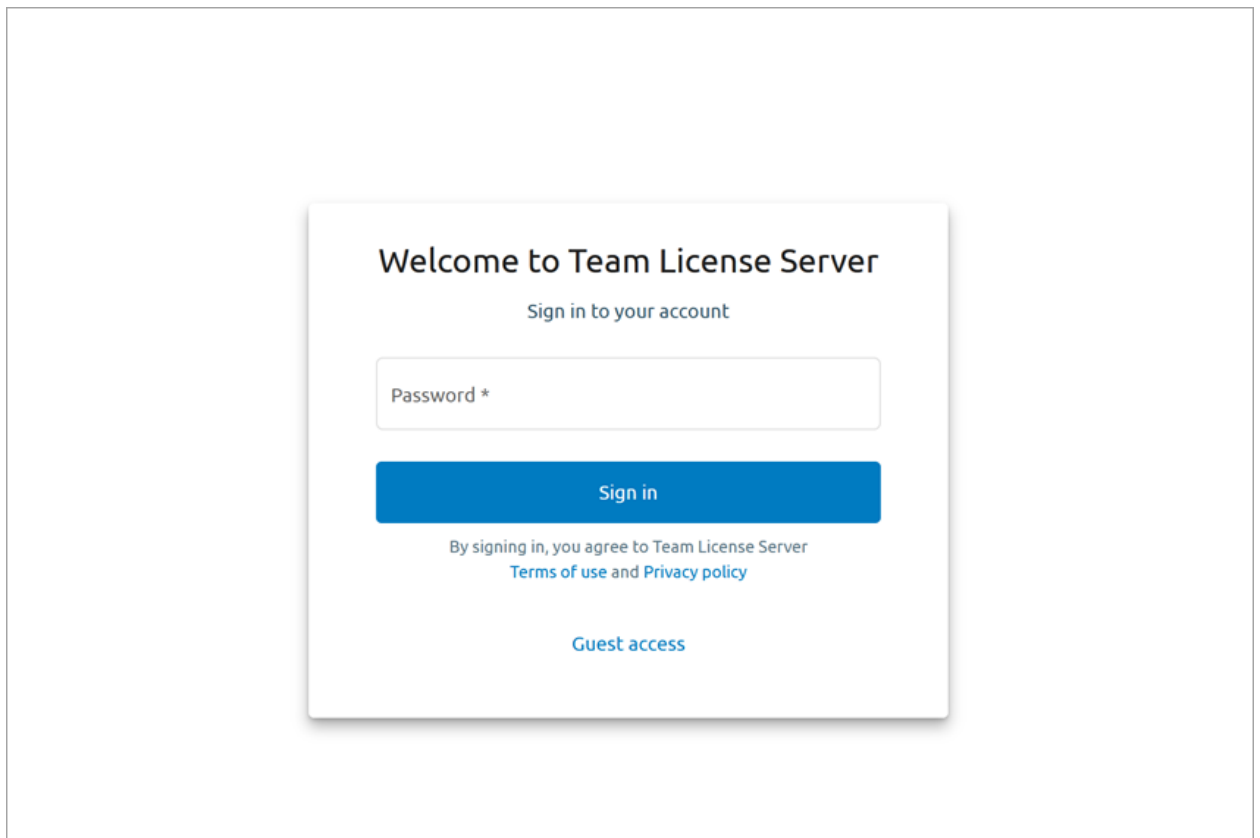 Welcome to Team License Server
Sign in to your account
Password *
Sign in
By signing in, you agree to Team License Server
Terms of use and Privacy policy
Guest access